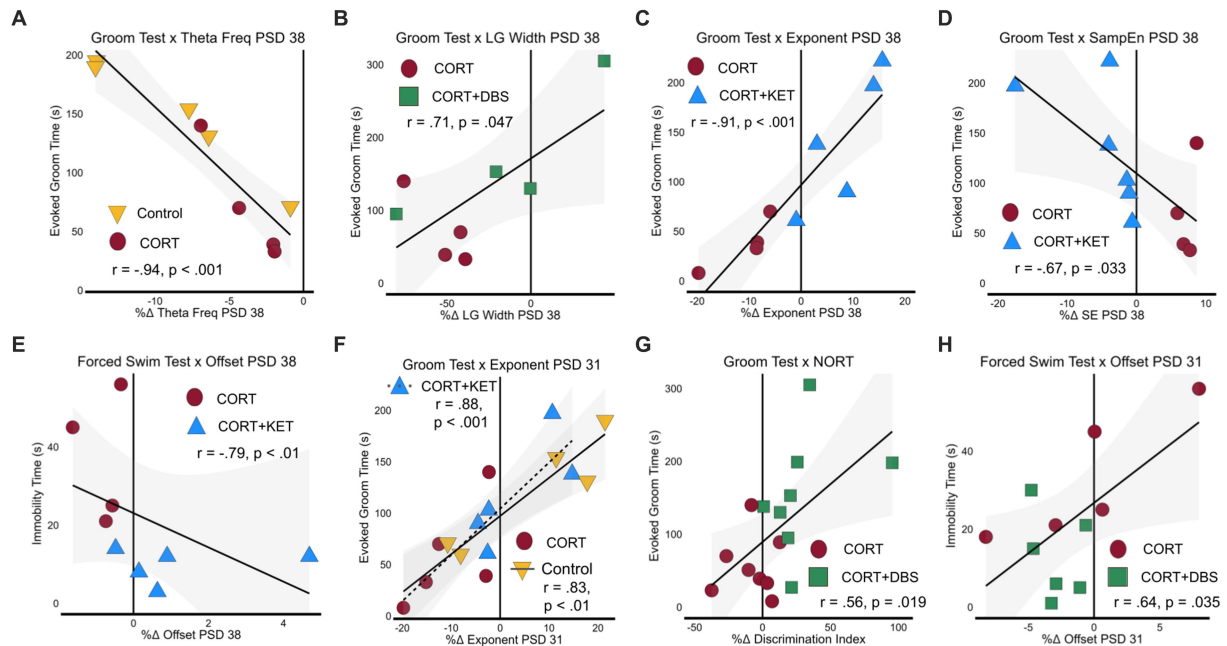 A
Groom Test x Theta Freq PSD 38
Evoked Groom Time (s)
200
150
100
50
0
Control
CORT
r = -.94, p < .001
-10
-5
0
%Δ Theta Freq PSD 38
B
Groom Test x LG Width PSD 38
Evoked Groom Time (s)
300
200
100
0
CORT
CORT+DBS
r = .71, p = .047
-50
0
%Δ LG Width PSD 38
C
Groom Test x Exponent PSD 38
Evoked Groom Time (s)
200
150
100
50
0
CORT
CORT+KET
r = -.91, p < .001
-20
-10
0
10
20
%Δ Exponent PSD 38
D
Groom Test x SampEn PSD 38
Evoked Groom Time (s)
200
150
100
50
0
CORT
CORT+KET
r = -.67, p = .033
-20
-10
0
10
%Δ SE PSD 38
E
Forced Swim Test x Offset PSD 38
Immobility Time (s)
40
20
0
CORT
CORT+KET
r = -.79, p < .01
0
2
4
%Δ Offset PSD 38
F
Groom Test x Exponent PSD 31
Evoked Groom Time (s)
200
150
100
50
0
CORT+KET
r = .88,
p < .001
CORT
Control
r = .83,
p < .01
-20
-10
0
10
20
%Δ Exponent PSD 31
G
Groom Test x NORT
Evoked Groom Time (s)
300
200
100
0
CORT
CORT+DBS
r = .56, p = .019
-50
0
50
100
%Δ Discrimination Index
H
Forced Swim Test x Offset PSD 31
Immobility Time (s)
40
20
0
CORT
CORT+DBS
r = .64, p = .035
-5
0
5
%Δ Offset PSD 31